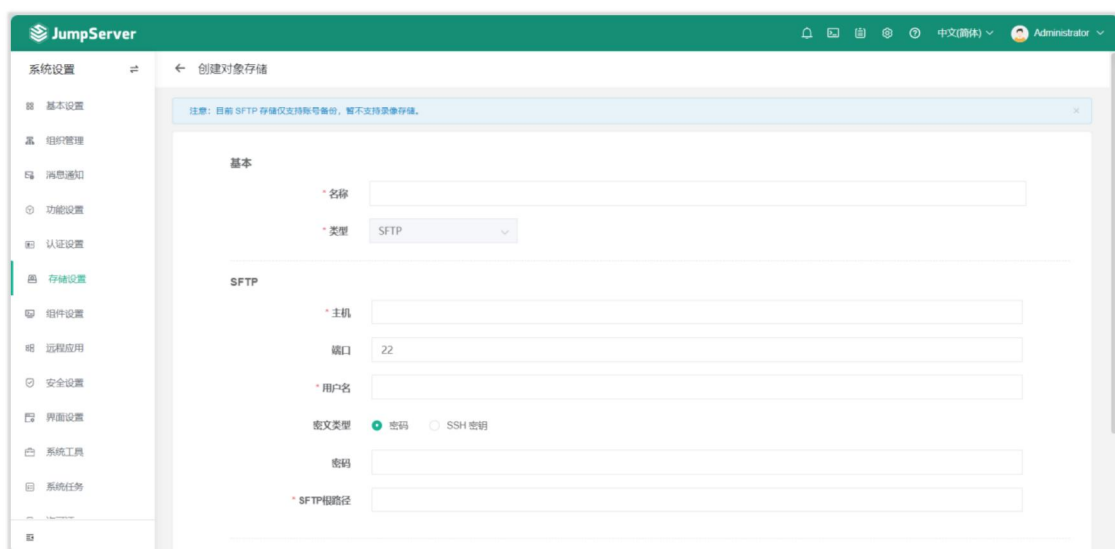 JumpServer
中文(简体)
Administrator
系统设置
创建对象存储
基本设置
注意：目前 SFTP 存储仅支持账号备份，暂不支持录像存储。
组织管理
基本
消息通知
* 名称
功能设置
* 类型 SFTP
认证设置
存储设置
SFTP
组件设置
* 主机
远程应用
端口 22
安全设置
* 用户名
界面设置
密文类型 密码 SSH 密钥
系统工具
密码
系统任务
* SFTP根路径